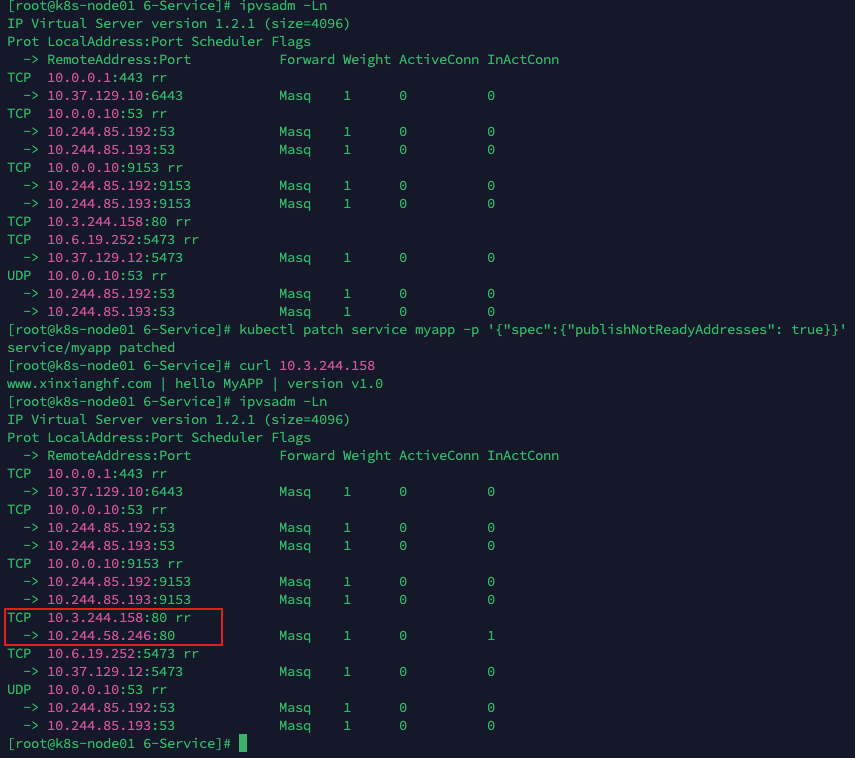 [root@k8s-node01 6-Service]# ipvsadm -Ln
IP Virtual Server version 1.2.1 (size=4096)
Prot LocalAddress:Port Scheduler Flags
  -> RemoteAddress:Port           Forward Weight ActiveConn InActConn
TCP  10.0.0.1:443 rr
  -> 10.37.129.10:6443            Masq    1      0          0
TCP  10.0.0.10:53 rr
  -> 10.244.85.192:53             Masq    1      0          0
  -> 10.244.85.193:53             Masq    1      0          0
TCP  10.0.0.10:9153 rr
  -> 10.244.85.192:9153           Masq    1      0          0
  -> 10.244.85.193:9153           Masq    1      0          0
TCP  10.3.244.158:80 rr
TCP  10.6.19.252:5473 rr
  -> 10.37.129.12:5473            Masq    1      0          0
UDP  10.0.0.10:53 rr
  -> 10.244.85.192:53             Masq    1      0          0
  -> 10.244.85.193:53             Masq    1      0          0
[root@k8s-node01 6-Service]# kubectl patch service myapp -p '{"spec":{"publishNotReadyAddresses": true}}'
service/myapp patched
[root@k8s-node01 6-Service]# curl 10.3.244.158
www.xinxianghf.com | hello MyAPP | version v1.0
[root@k8s-node01 6-Service]# ipvsadm -Ln
IP Virtual Server version 1.2.1 (size=4096)
Prot LocalAddress:Port Scheduler Flags
  -> RemoteAddress:Port           Forward Weight ActiveConn InActConn
TCP  10.0.0.1:443 rr
  -> 10.37.129.10:6443            Masq    1      0          0
TCP  10.0.0.10:53 rr
  -> 10.244.85.192:53             Masq    1      0          0
  -> 10.244.85.193:53             Masq    1      0          0
TCP  10.0.0.10:9153 rr
  -> 10.244.85.192:9153           Masq    1      0          0
  -> 10.244.85.193:9153           Masq    1      0          0
TCP  10.3.244.158:80 rr
  -> 10.244.58.246:80             Masq    1      0          1
TCP  10.6.19.252:5473 rr
  -> 10.37.129.12:5473            Masq    1      0          0
UDP  10.0.0.10:53 rr
  -> 10.244.85.192:53             Masq    1      0          0
  -> 10.244.85.193:53             Masq    1      0          0
[root@k8s-node01 6-Service]#